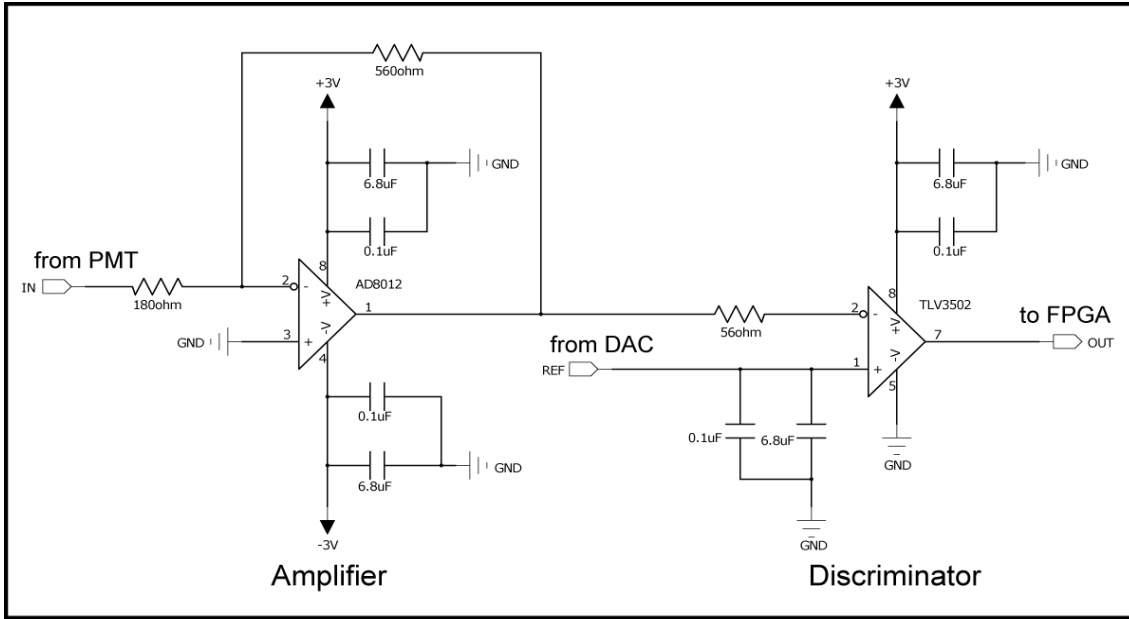 560ohm
+3V
6.8uF
GND
0.1uF
8
+V
from PMT
IN
180ohm
2
-
AD8012
1
GND
3
+
-V
4
0.1uF
6.8uF
GND
-3V
Amplifier
+3V
6.8uF
GND
0.1uF
8
+V
TLV3502
56ohm
2
-
from DAC
REF
1
+
-V
5
7
to FPGA
OUT
0.1uF
6.8uF
GND
GND
Discriminator